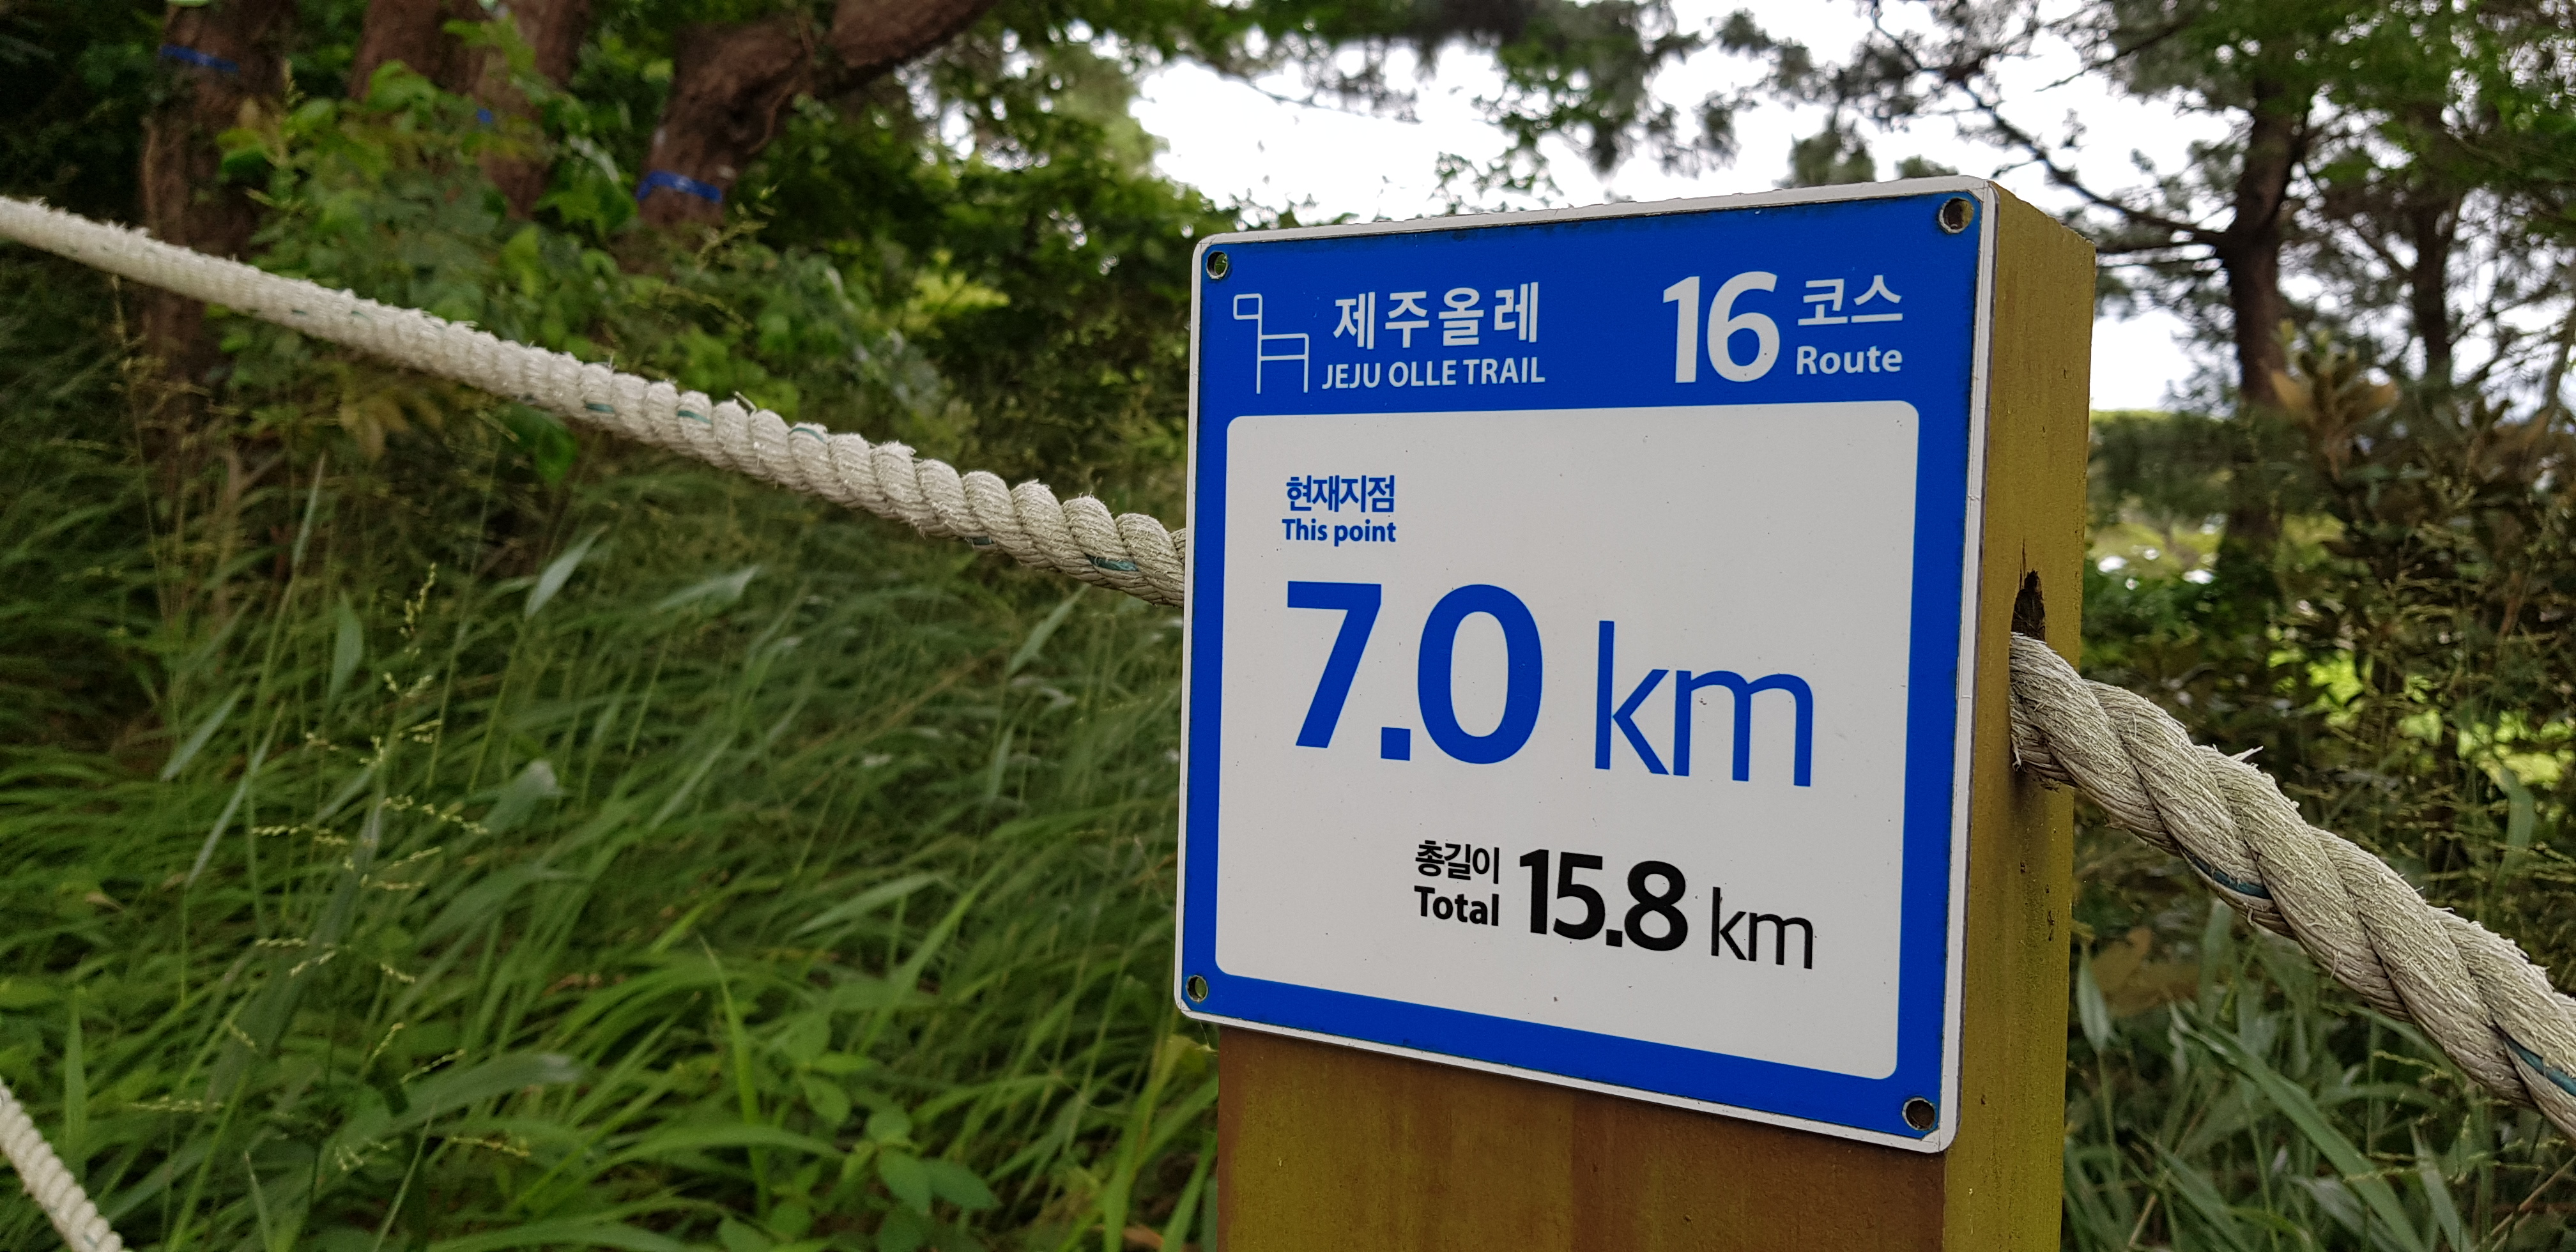 제주올레
JEJU OLLE TRAIL
16 코스
Route
현재지점
This point
7.0 km
총길이
Total 15.8 km